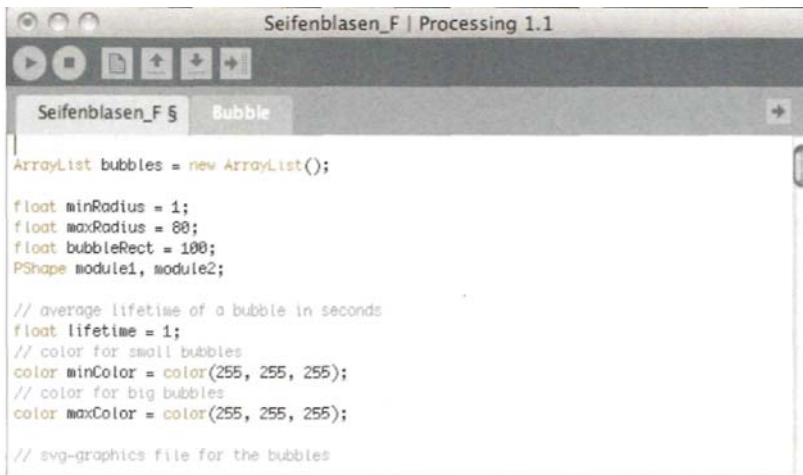 Seifenblasen_F | Processing 1.1
Seifenblasen_F § Bubble
ArrayList bubbles = new ArrayList();
float minRadius = 1;
float maxRadius = 80;
float bubbleRect = 100;
PShape module1, module2;
// average lifetime of a bubble in seconds
float lifetime = 1;
// color for small bubbles
color minColor = color(255, 255, 255);
// color for big bubbles
color maxColor = color(255, 255, 255);
// svg-graphics file for the bubbles